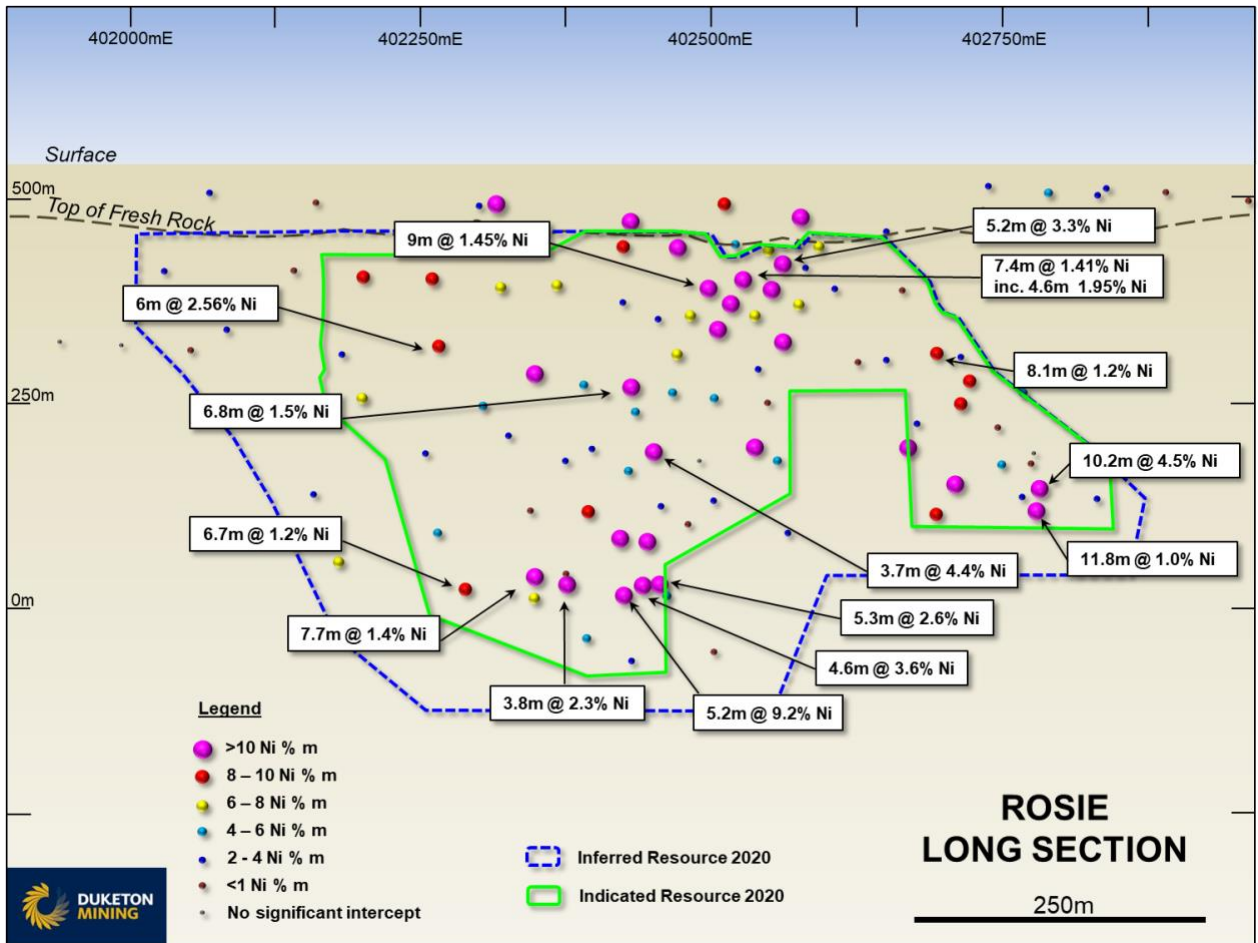 402000mE
402250mE
402500mE
402750mE
Surface
500m
Top of Fresh Rock
9m @ 1.45% Ni
5.2m @ 3.3% Ni
7.4m @ 1.41% Ni
inc. 4.6m 1.95% Ni
6m @ 2.56% Ni
8.1m @ 1.2% Ni
250m
6.8m @ 1.5% Ni
10.2m @ 4.5% Ni
6.7m @ 1.2% Ni
11.8m @ 1.0% Ni
3.7m @ 4.4% Ni
0m
5.3m @ 2.6% Ni
7.7m @ 1.4% Ni
4.6m @ 3.6% Ni
3.8m @ 2.3% Ni
5.2m @ 9.2% Ni
Legend
>10 Ni % m
8 – 10 Ni % m
6 – 8 Ni % m
4 – 6 Ni % m
2 - 4 Ni % m
<1 Ni % m
No significant intercept
Inferred Resource 2020
Indicated Resource 2020
ROSIE
LONG SECTION
250m
DUKETON
MINING